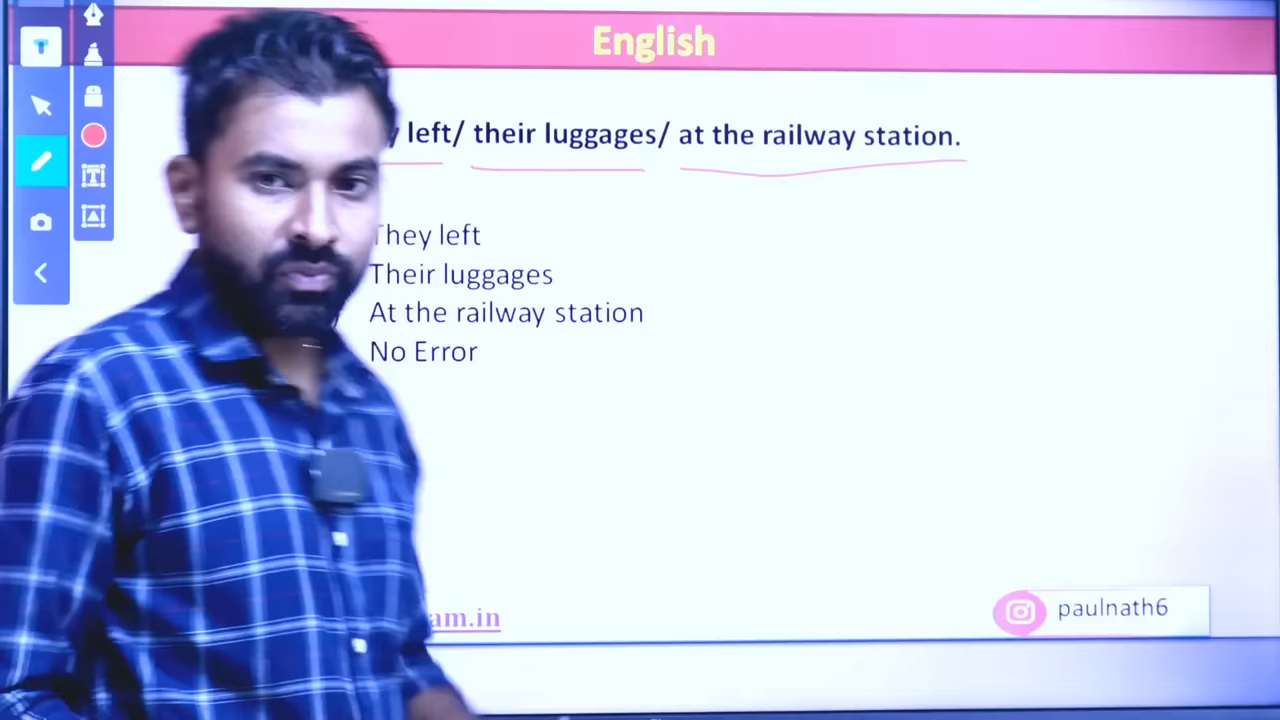 English
left/ their luggages/ at the railway station.
They left
Their luggages
At the railway station
No Error
am.in
paulnath6